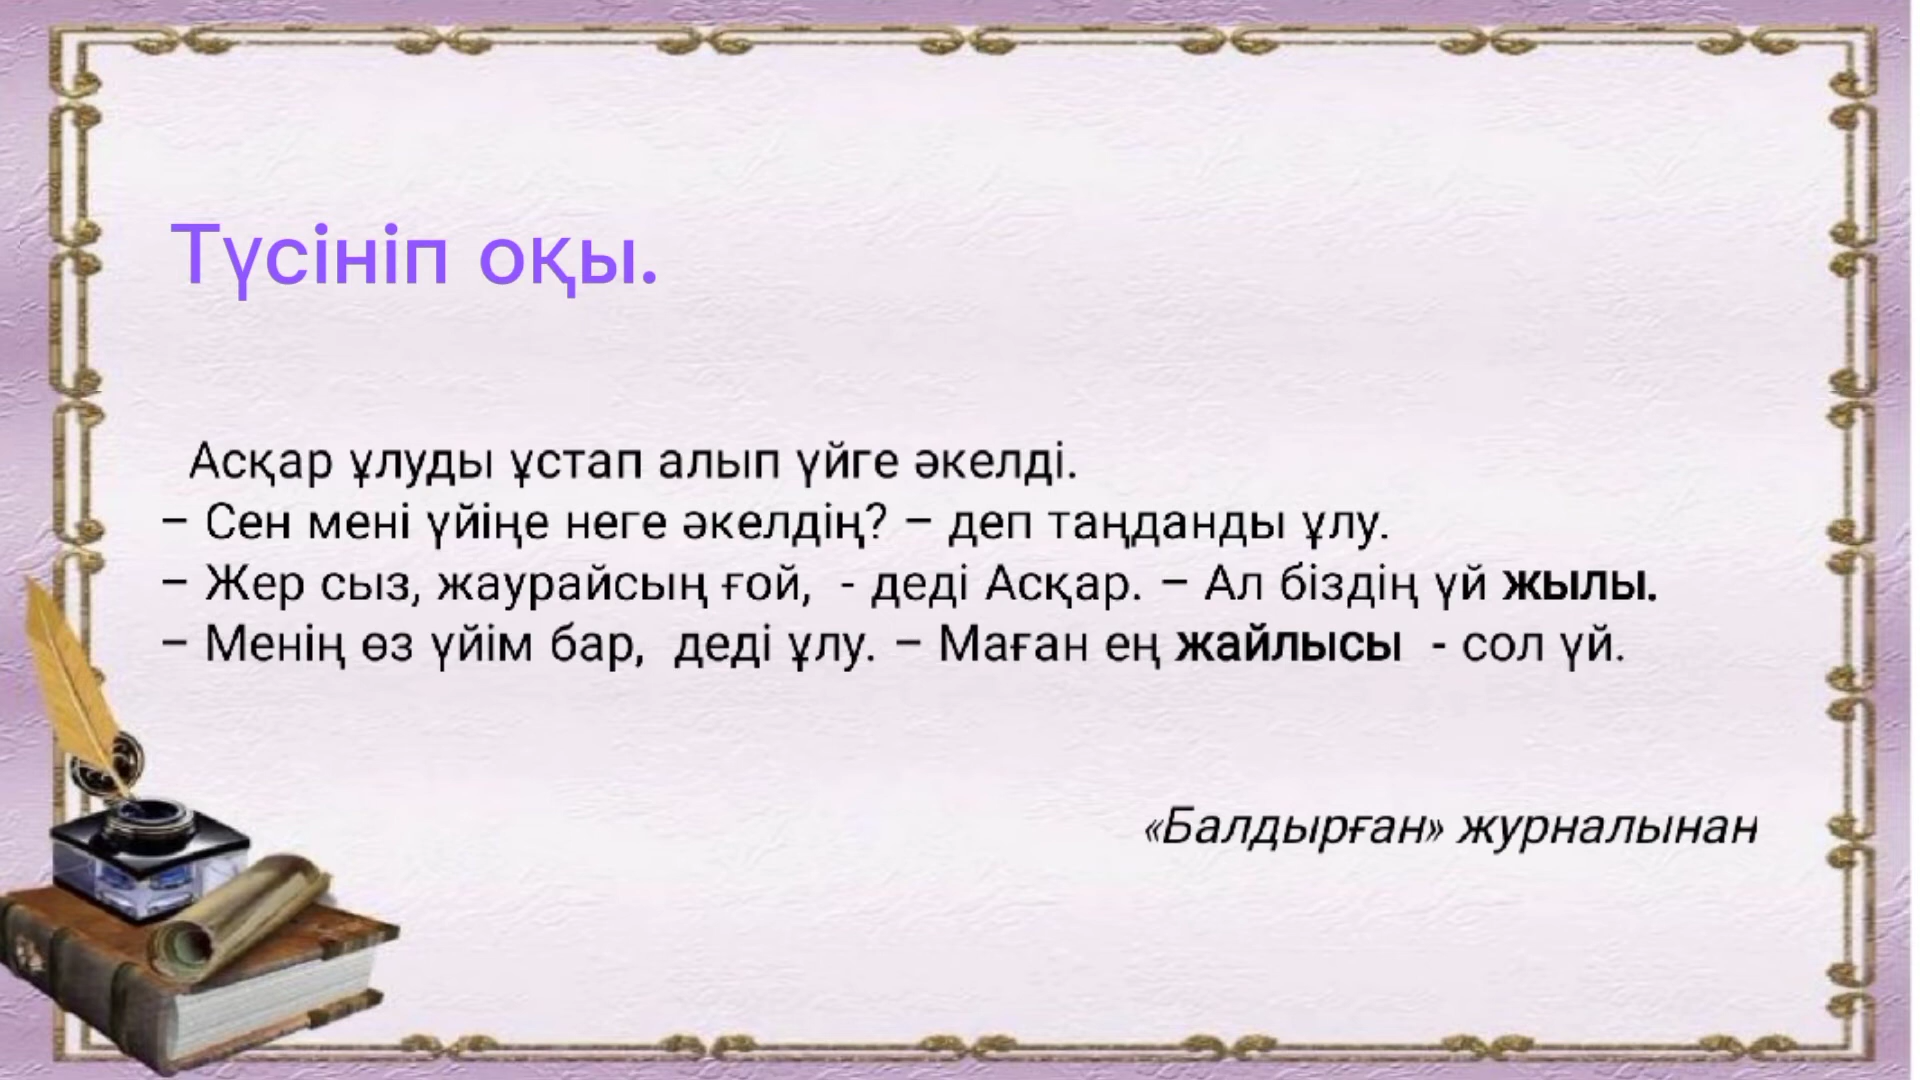 Түсініп оқы.
Асқар ұлуды ұстап алып үйге әкелді.
– Сен мені үйіңе неге әкелдің? – деп таңданды ұлу.
– Жер сыз, жаурайсың ғой,  - деді Асқар. – Ал біздің үй жылы.
– Менің өз үйім бар,  деді ұлу. – Маған ең жайлысы  - сол үй.
«Балдырған» журналынан